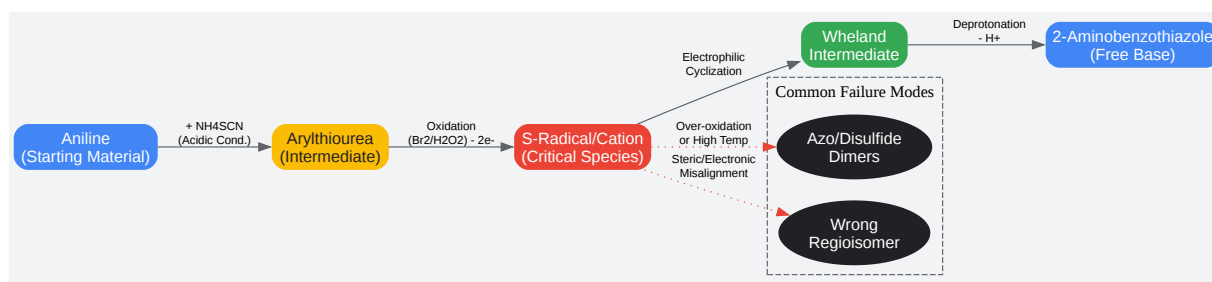 Aniline
(Starting Material)
+ NH4SCN
(Acidic Cond.)
Arylthiourea
(Intermediate)
Oxidation
(Br2/H2O2) - 2e-
S-Radical/Cation
(Critical Species)
Electrophilic
Cyclization
Wheland
Intermediate
Deprotonation
- H+
2-Aminobenzothiazole
(Free Base)
Common Failure Modes
Over-oxidation
or High Temp
Azo/Disulfide
Dimers
Steric/Electronic
Misalignment
Wrong
Regioisomer